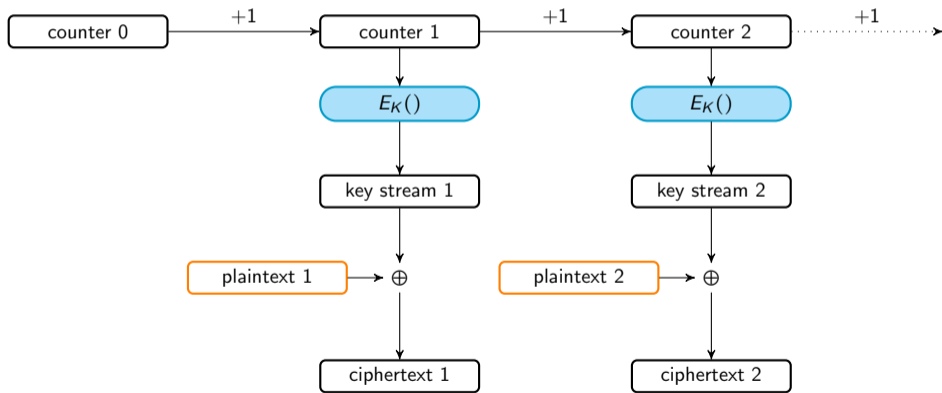 +1
+1
+1
counter 0
counter 1
counter 2
E_K()
E_K()
key stream 1
key stream 2
plaintext 1
⊕
plaintext 2
⊕
ciphertext 1
ciphertext 2